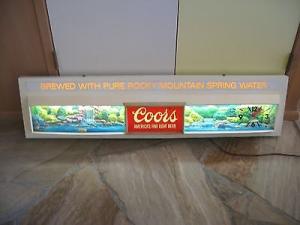 BREWED WITH PURE ROCKY MOUNTAIN SPRING WATER
Coors
AMERICA'S FINE LIGHT BEER